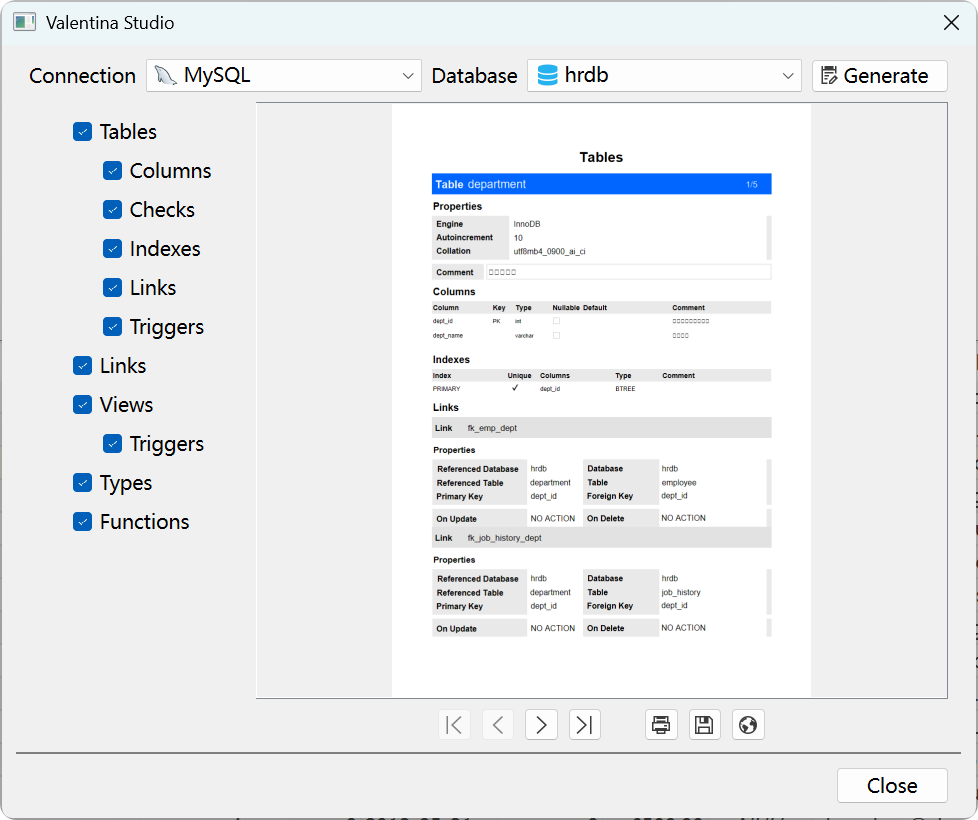 Valentina Studio
Connection MySQL Database hrdb Generate
Tables
Columns
Checks
Indexes
Links
Triggers
Links
Views
Triggers
Types
Functions
Tables
Table department 1/5
Properties
Engine InnoDB
Autoincrement 10
Collation utf8mb4_0900_ai_ci
Comment □□□□□
Columns
Column Key Type Nullable Default Comment
dept_id PK int □□□□□□□□□
dept_name varchar □□□□
Indexes
Index Unique Columns Type Comment
PRIMARY ✓ dept_id BTREE
Links
Link fk_emp_dept
Properties
Referenced Database hrdb Database hrdb
Referenced Table department Table employee
Primary Key dept_id Foreign Key dept_id
On Update NO ACTION On Delete NO ACTION
Link fk_job_history_dept
Properties
Referenced Database hrdb Database hrdb
Referenced Table department Table job_history
Primary Key dept_id Foreign Key dept_id
On Update NO ACTION On Delete NO ACTION
Close